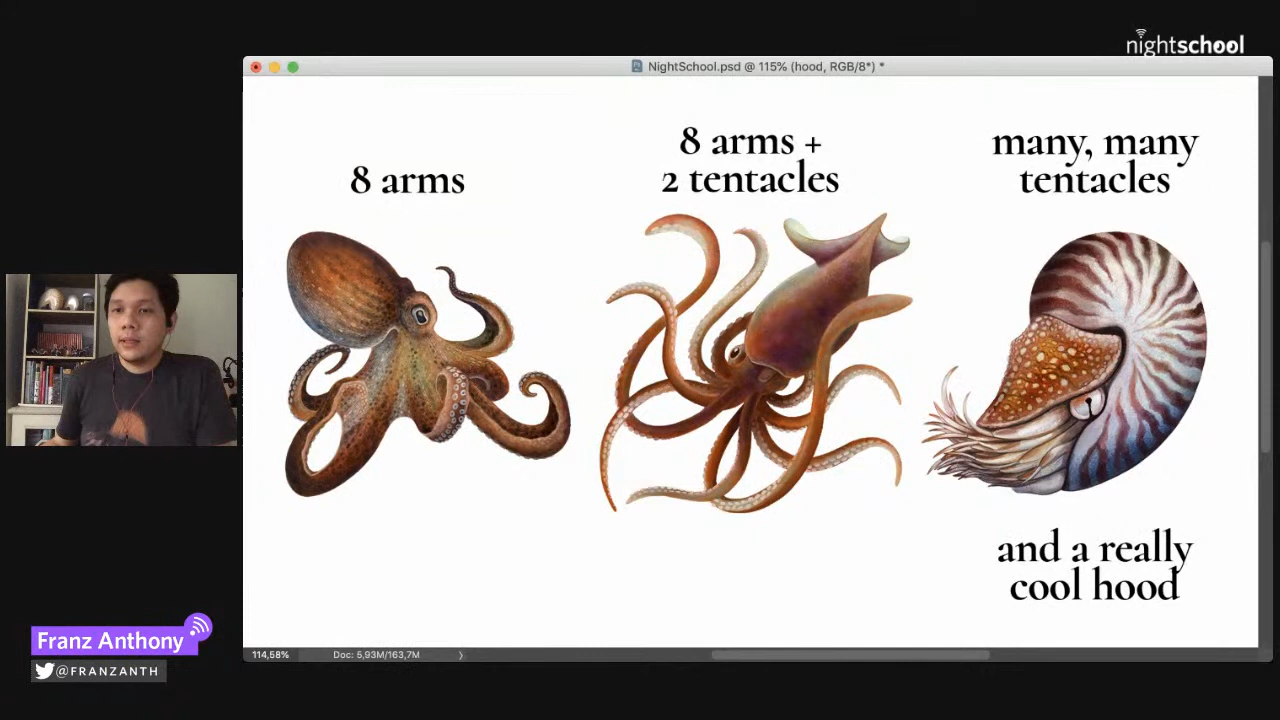 nightschool
NightSchool.psd @ 115% (hood, RGB/8*) *
8 arms
8 arms +
2 tentacles
many, many
tentacles
and a really
cool hood
114,58%
Doc: 5,93M/163,7M
Franz Anthony
@FRANZANTH